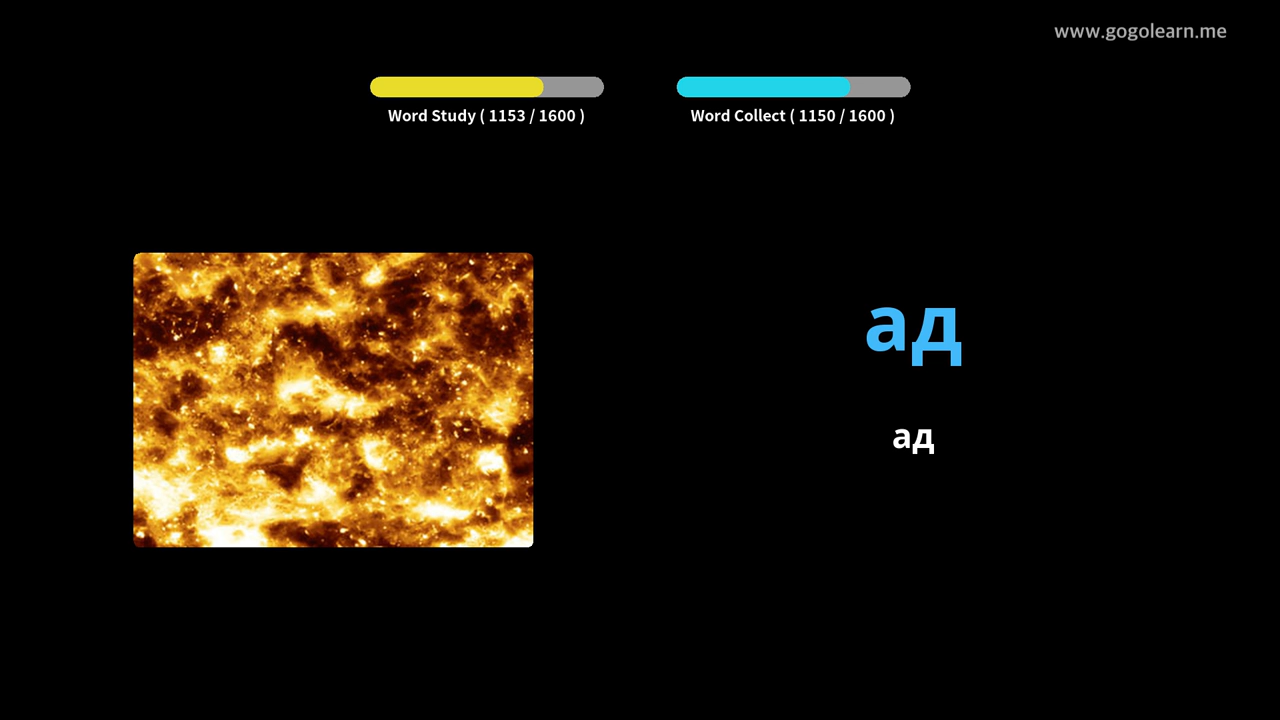 www.gogolearn.me
Word Study ( 1153 / 1600 )
Word Collect ( 1150 / 1600 )
ад
ад